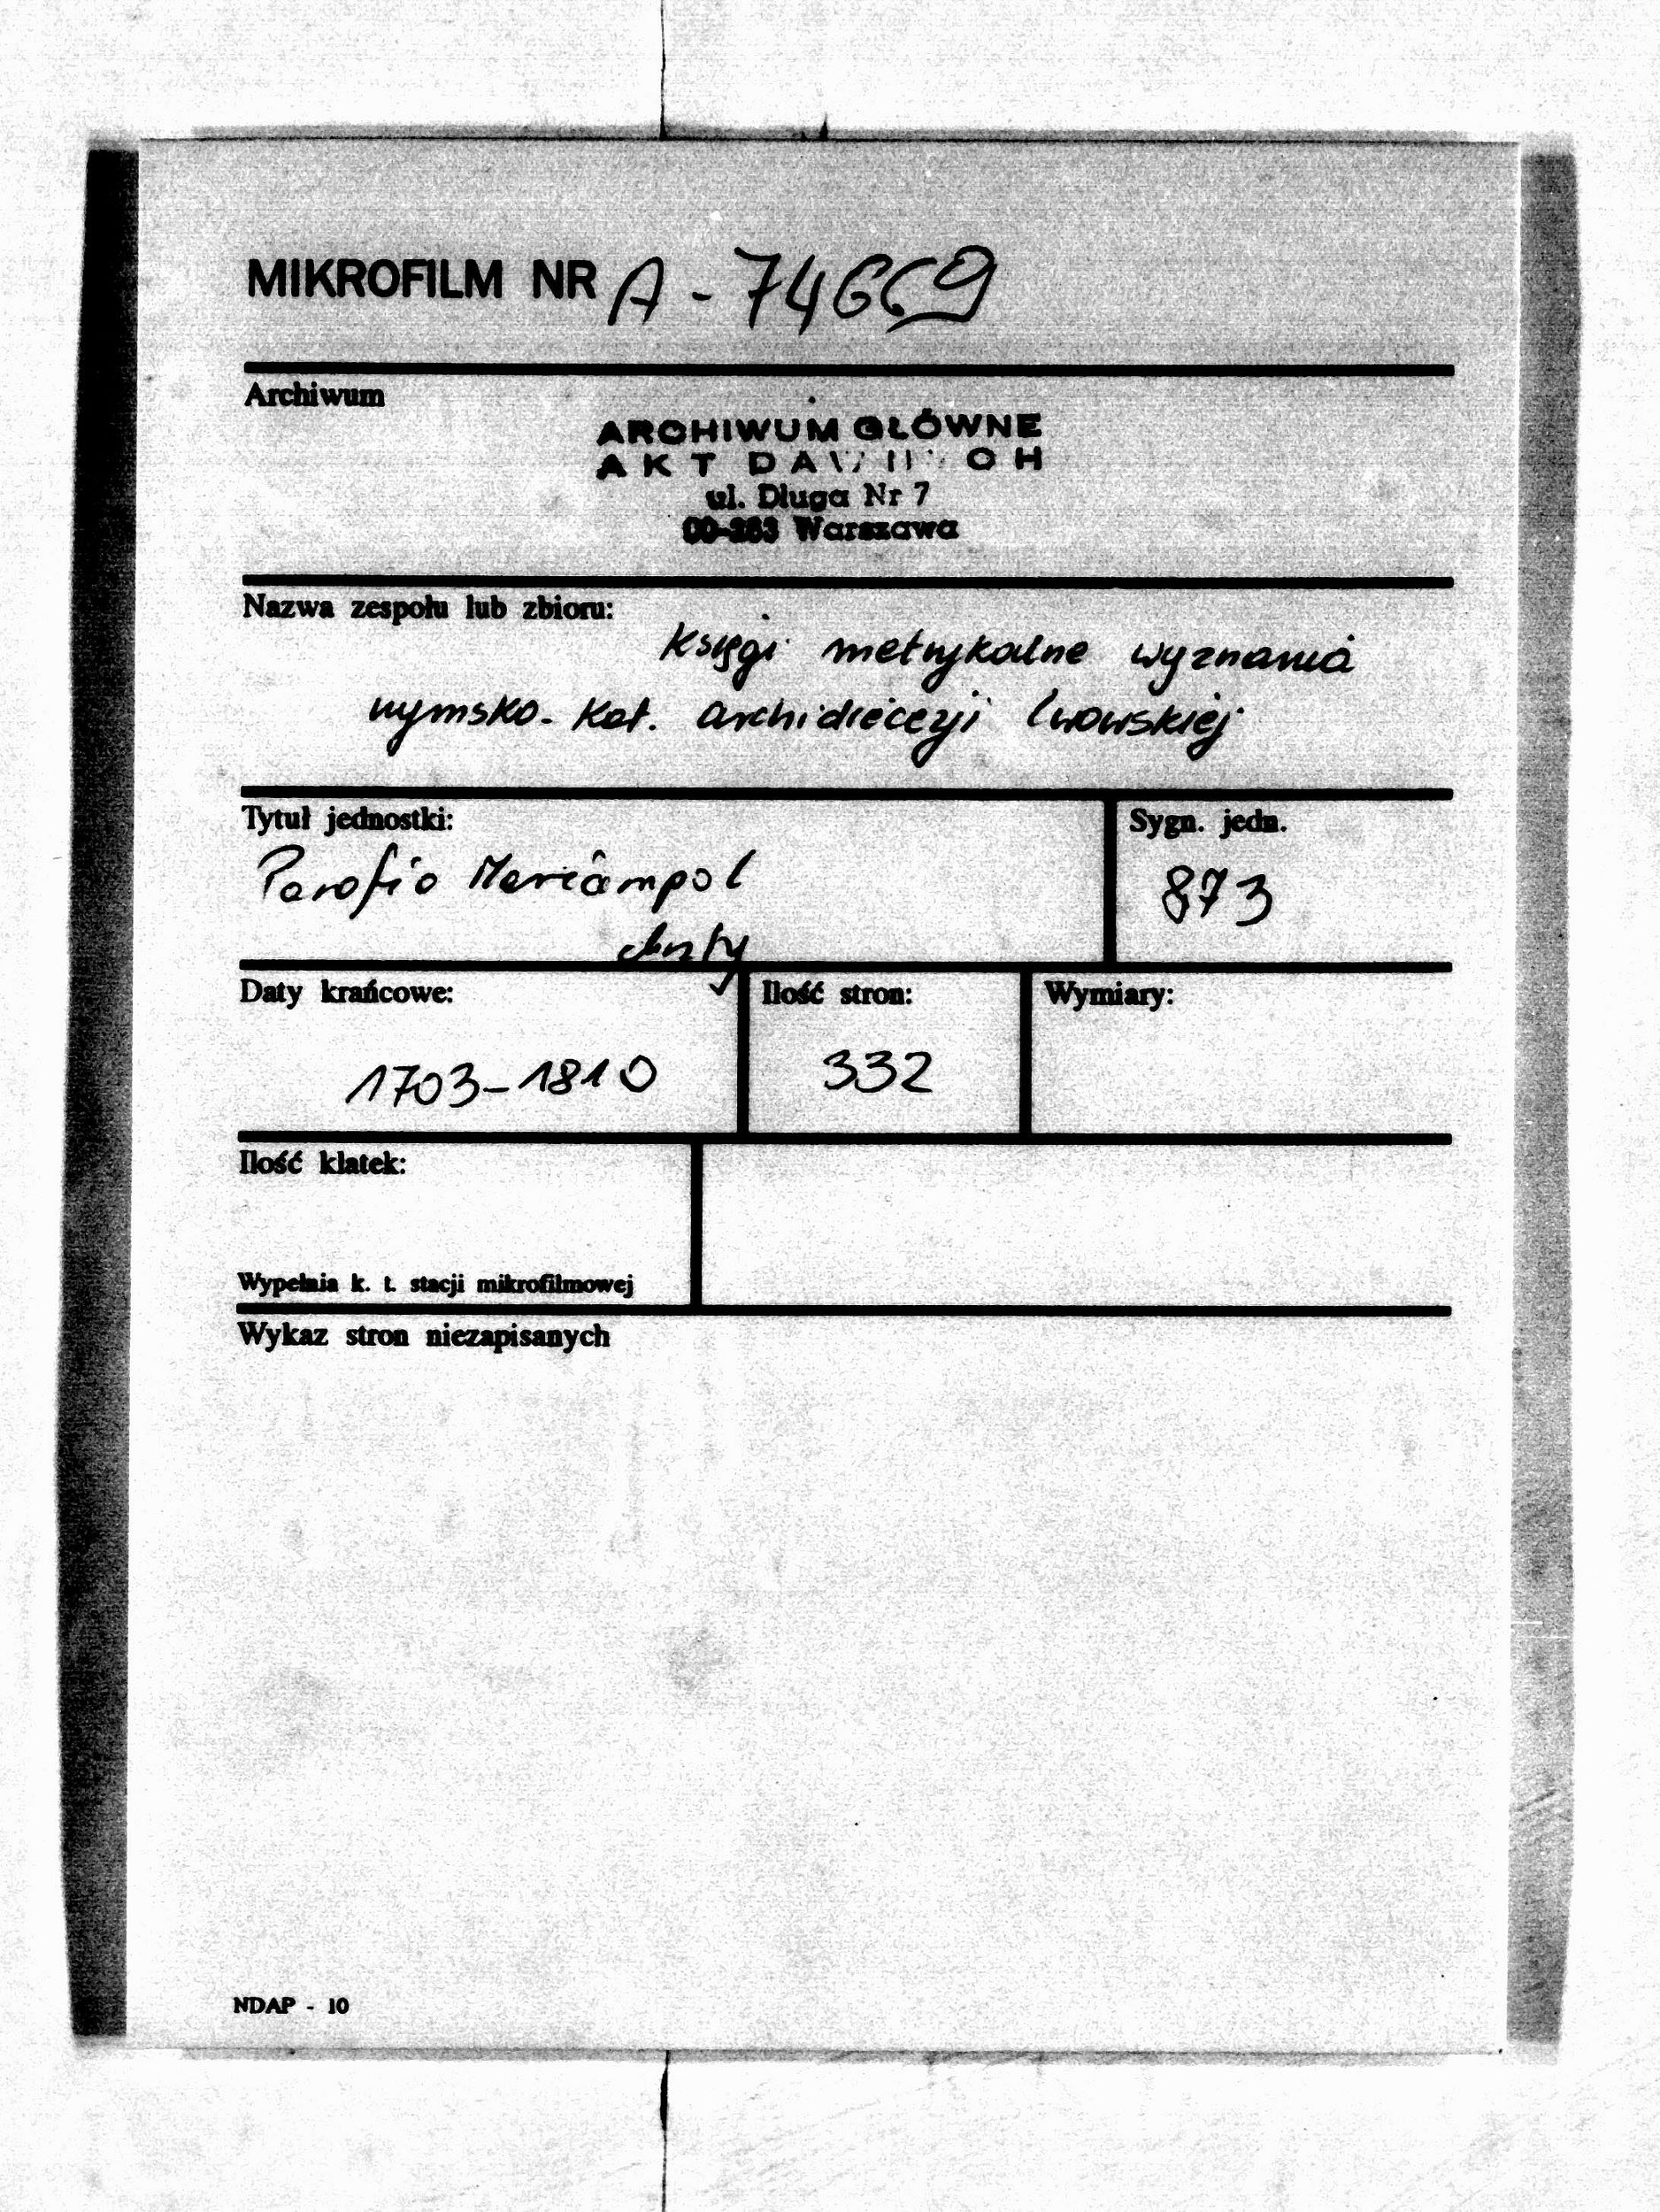 MIKROFILM NR A-74669
Archiwum
ARCHIWUM GŁÓWNE
AKT DAWNYCH
ul. Długa Nr 7
00-263 Warszawa
Nazwa zespołu lub zbioru:
Księgi metrykalne wyznania
rymsko-kat. archidiecezji lwowskiej
Tytuł jednostki:
Sygn. jedn.
Parafia Mariampol
873
chrzty
Daty krańcowe:
Ilość stron:
Wymiary:
1703-1810
332
Ilość klatek:
Wypełnia k. t. stacji mikrofilmowej
Wykaz stron niezapisanych
NDAP - 10